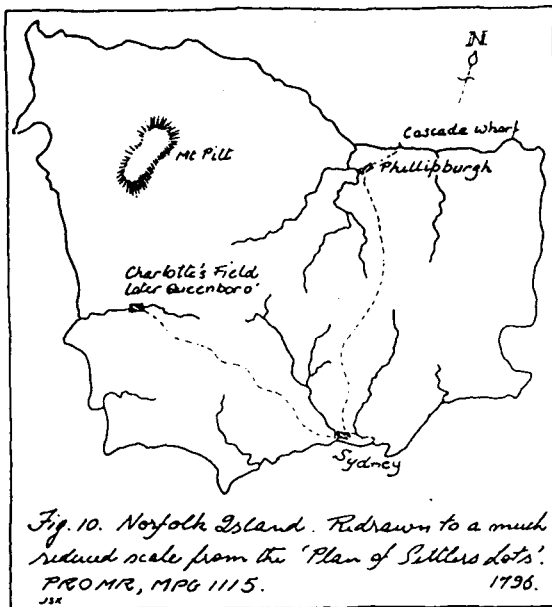 N
Cascade Wharf
Phillipburgh
Mt Pitt
Charlotte's Field
later Queenboro'
Sydney
Fig. 10. Norfolk Island. Redrawn to a much
reduced scale from the 'Plan of Settlers Lots'.
PROMR, MPG 1115. 1796.
JSK